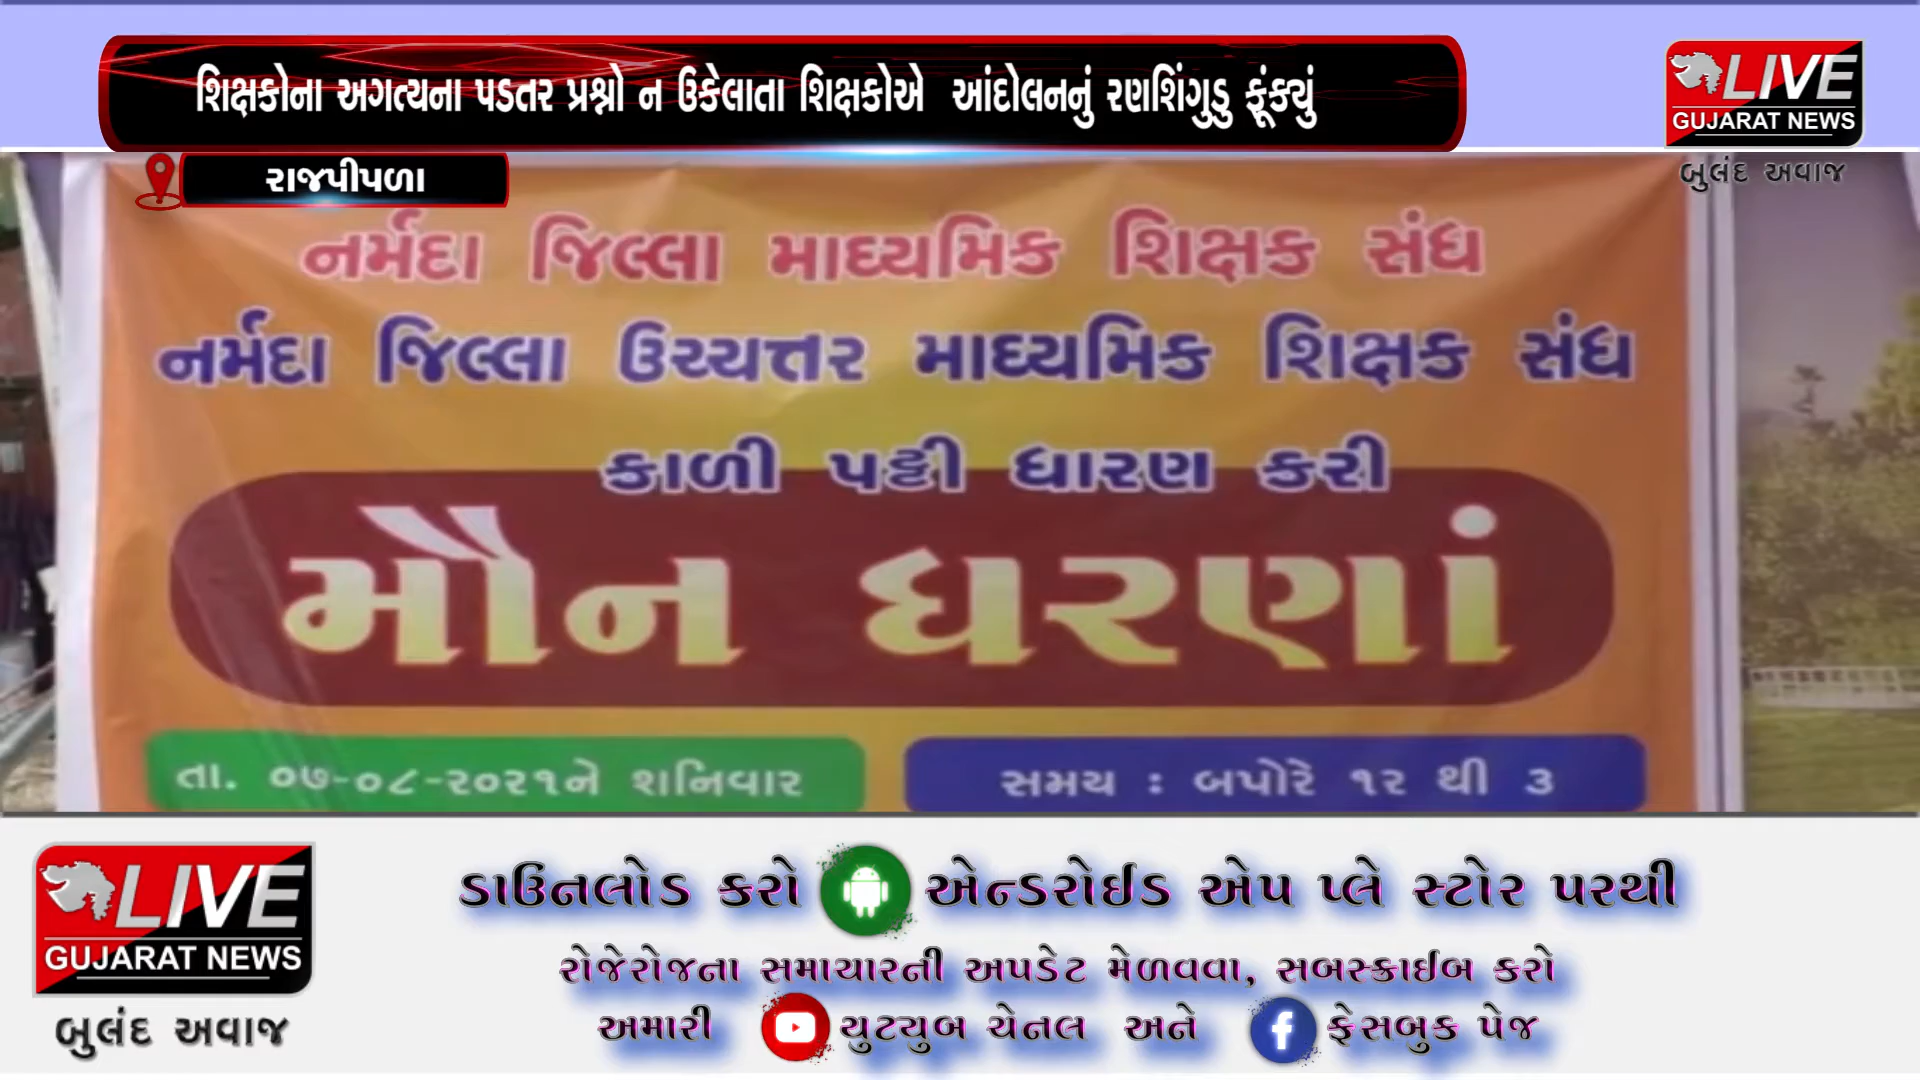 શિક્ષકોના અગત્યના પડતર પ્રશ્નો ન ઉકેલાતા શિક્ષકોએ આંદોલનનું રણશિંગુડુ ફૂંક્યું
LIVE
GUJARAT NEWS
બુલંદ અવાજ
રાજપીપળા
નર્મદા જિલ્લા માધ્યમિક શિક્ષક સંઘ
નર્મદા જિલ્લા ઉચ્ચત્તર માધ્યમિક શિક્ષક સંઘ
કાળી પટ્ટી ધારણ કરી
મૌન ધરણાં
તા. ૦૭-૦૮-૨૦૨૧ને શનિવાર
સમય : બપોરે ૧૨ થી ૩
LIVE
GUJARAT NEWS
બુલંદ અવાજ
ડાઉનલોડ કરો એન્ડરોઈડ એપ પ્લે સ્ટોર પરથી
રોજેરોજના સમાચારની અપડેટ મેળવવા, સબસ્ક્રાઈબ કરો
અમારી યુટયુબ ચેનલ અને ફેસબુક પેજ